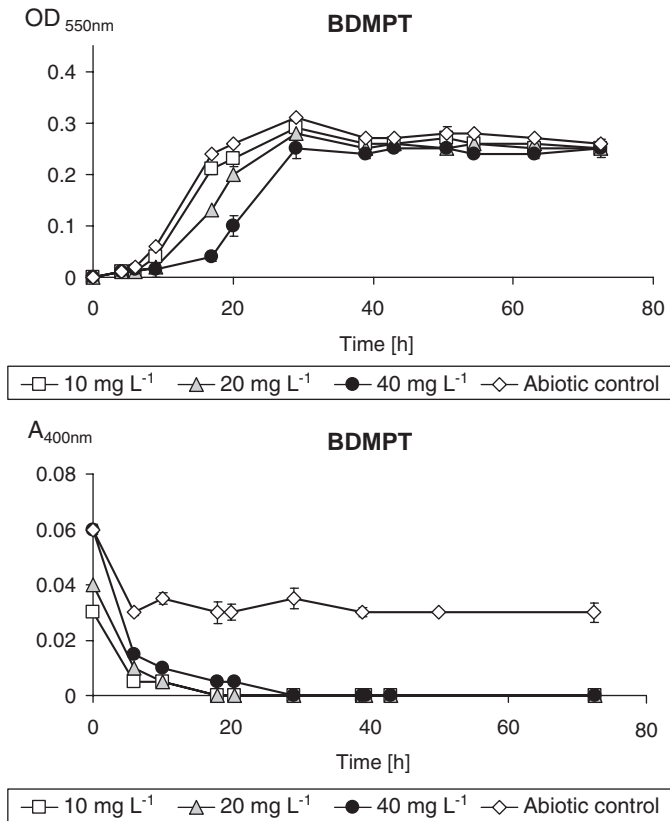 OD 550nm
BDMPT
0.4
0.3
0.2
0.1
0
0 20 40 60 80
Time [h]
10 mg L-1 20 mg L-1 40 mg L-1 Abiotic control
A400nm
BDMPT
0.08
0.06
0.04
0.02
0
0 20 40 60 80
Time [h]
10 mg L-1 20 mg L-1 40 mg L-1 Abiotic control